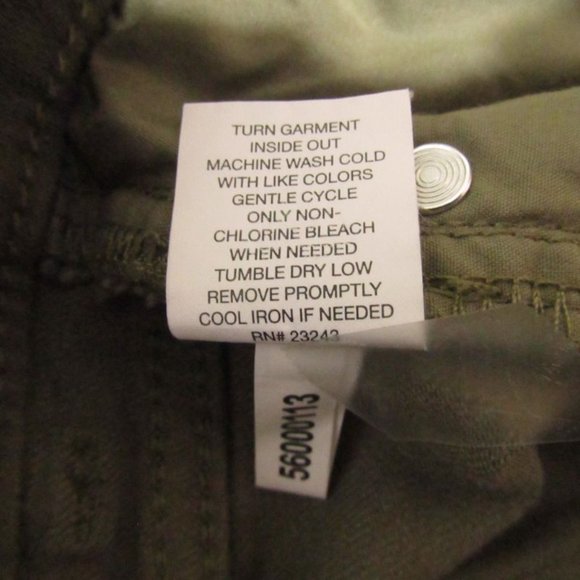 TURN GARMENT
INSIDE OUT
MACHINE WASH COLD
WITH LIKE COLORS
GENTLE CYCLE
ONLY NON-
CHLORINE BLEACH
WHEN NEEDED
TUMBLE DRY LOW
REMOVE PROMPTLY
COOL IRON IF NEEDED
RN# 23243
56000113